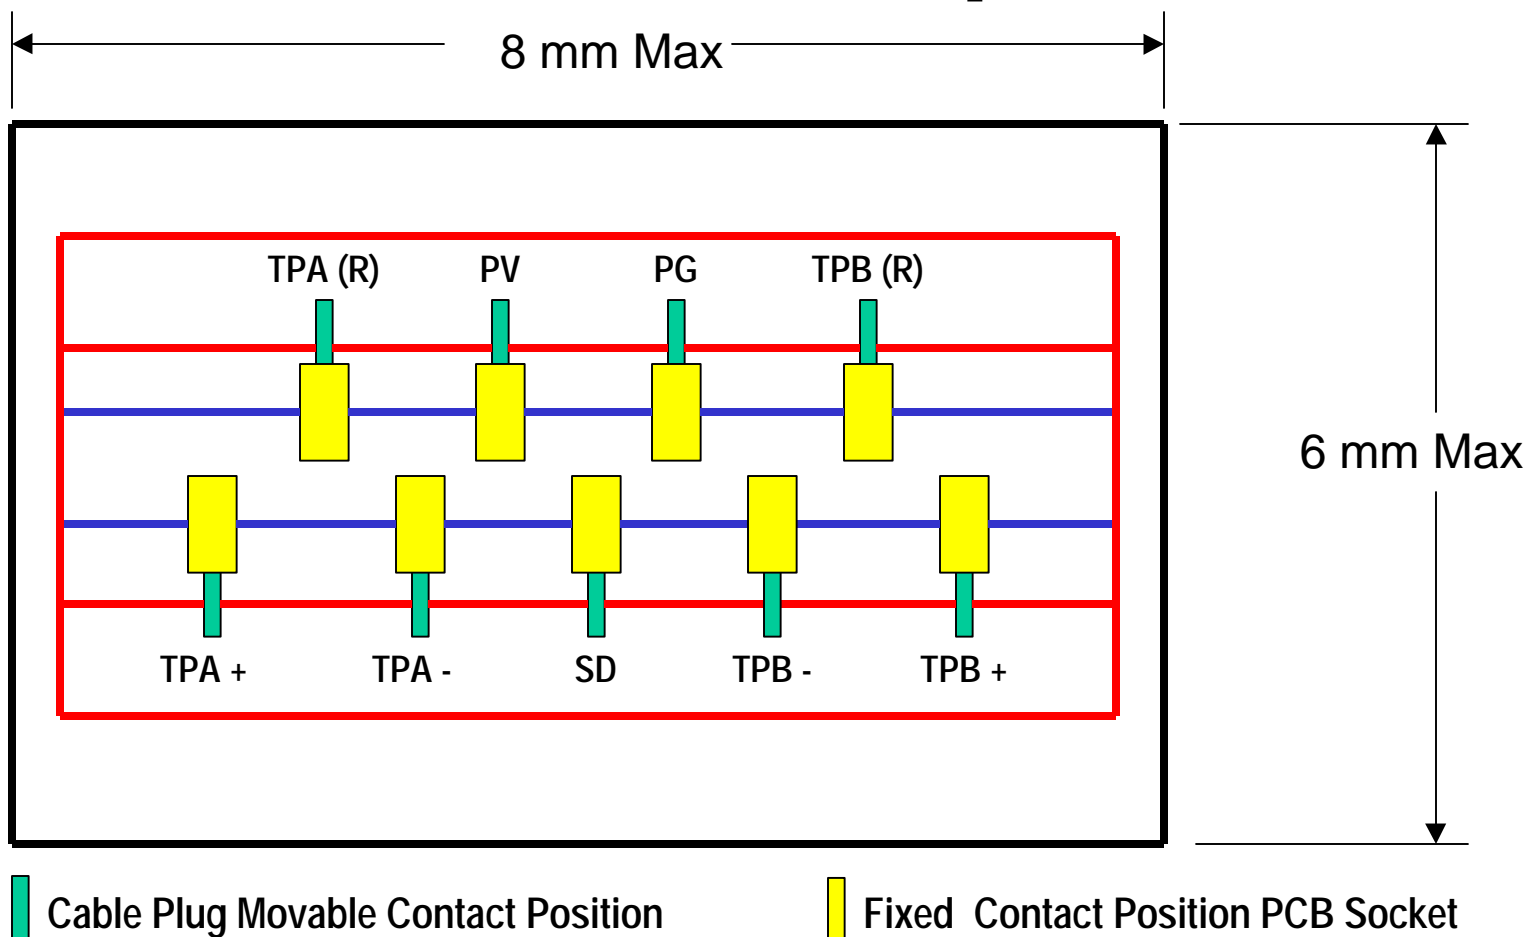 8 mm Max
TPA (R) PV PG TPB (R)
6 mm Max
TPA + TPA - SD TPB - TPB +
Cable Plug Movable Contact Position
Fixed Contact Position PCB Socket